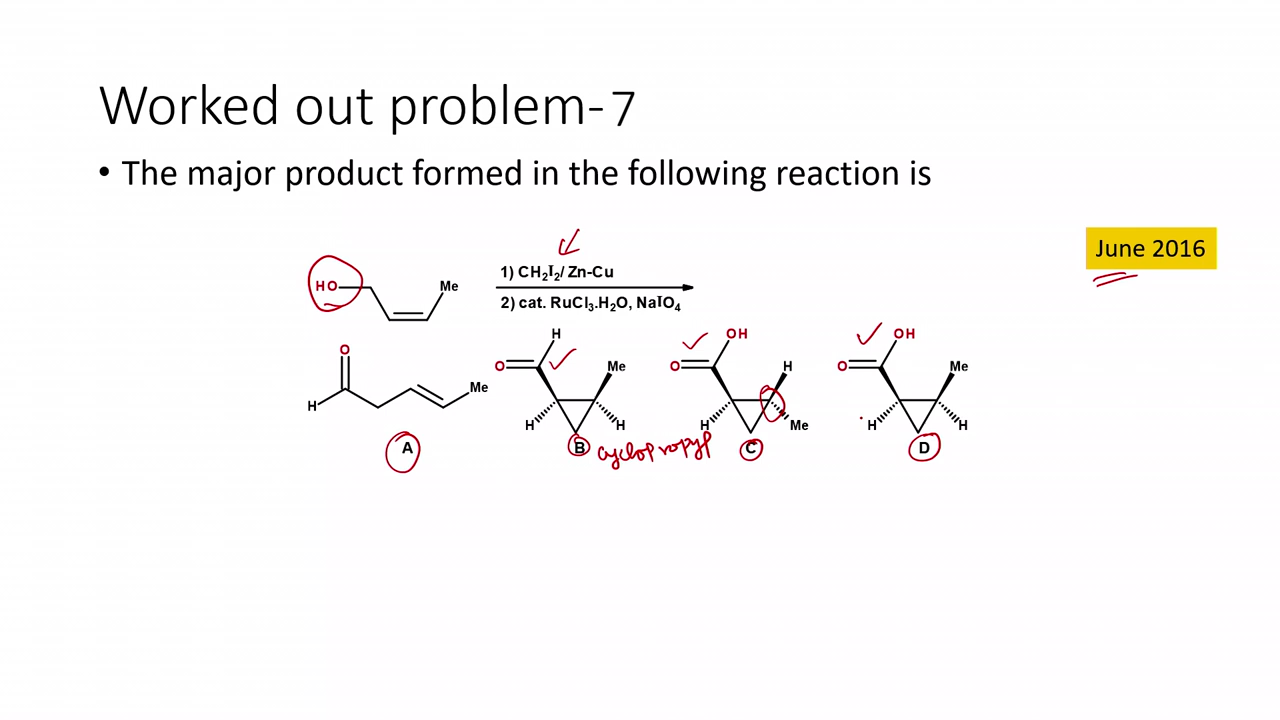 Worked out problem-7
• The major product formed in the following reaction is
June 2016
1) CH₂I₂/ Zn-Cu
HO Me
2) cat. RuCl₃.H₂O, NaIO₄
O H Me
H A
H O Me
H H
B cyclopropyl
OH O H
H Me
C
OH O Me
H H
D